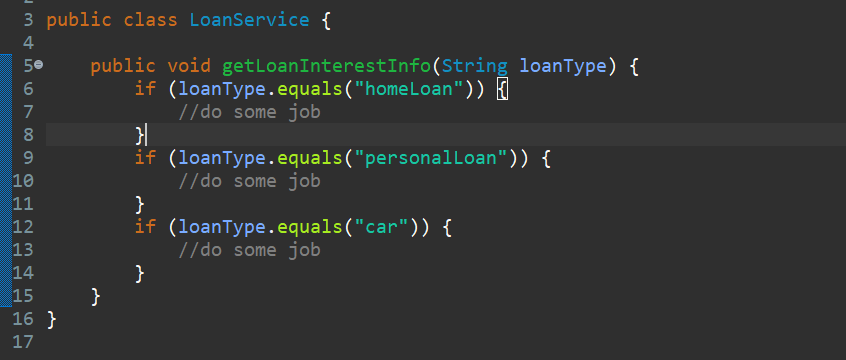 3 public class LoanService {
4
5 public void getLoanInterestInfo(String loanType) {
6 if (loanType.equals("homeLoan")) {
7 //do some job
8 }
9 if (loanType.equals("personalLoan")) {
10 //do some job
11 }
12 if (loanType.equals("car")) {
13 //do some job
14 }
15 }
16 }
17